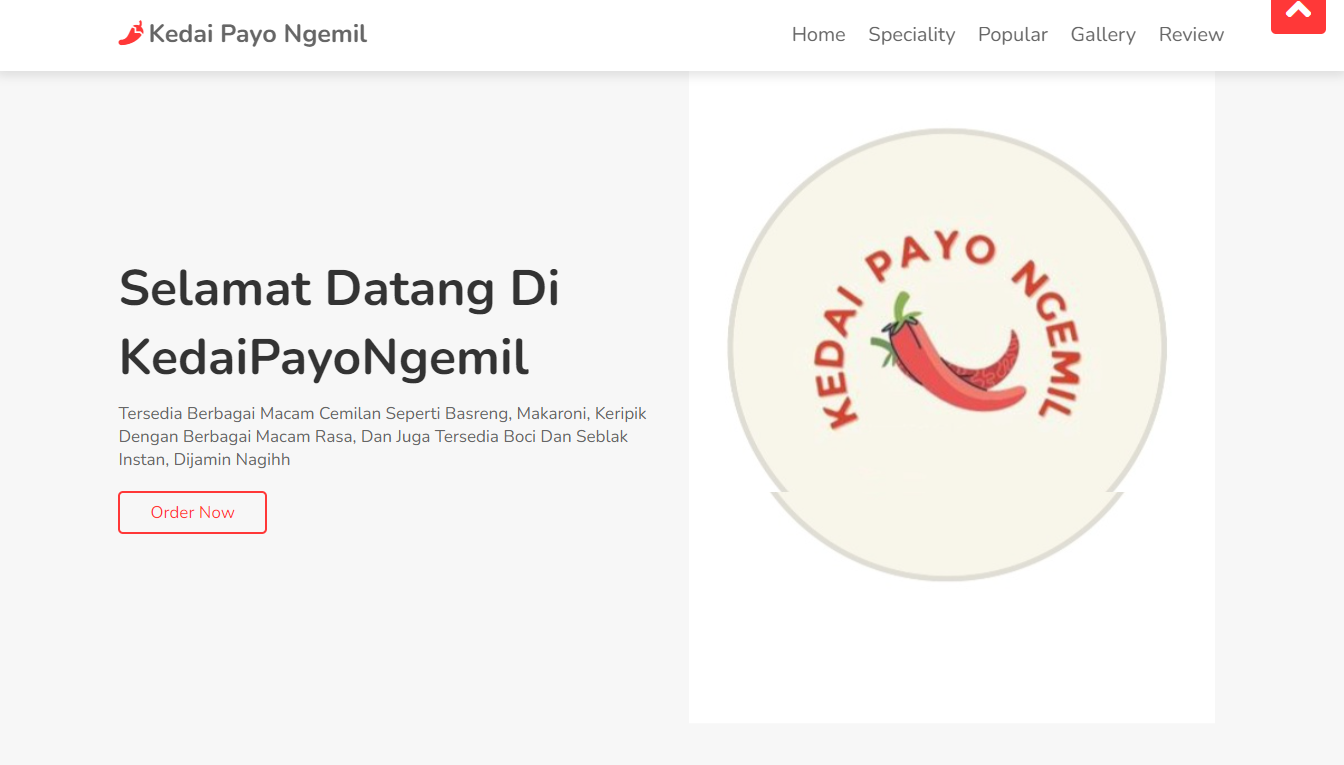 Kedai Payo Ngemil
Home Speciality Popular Gallery Review
Selamat Datang Di
KedaiPayoNgemil
Tersedia Berbagai Macam Cemilan Seperti Basreng, Makaroni, Keripik
Dengan Berbagai Macam Rasa, Dan Juga Tersedia Boci Dan Seblak
Instan, Dijamin Nagihh
Order Now
KEDAI PAYO NGEMIL